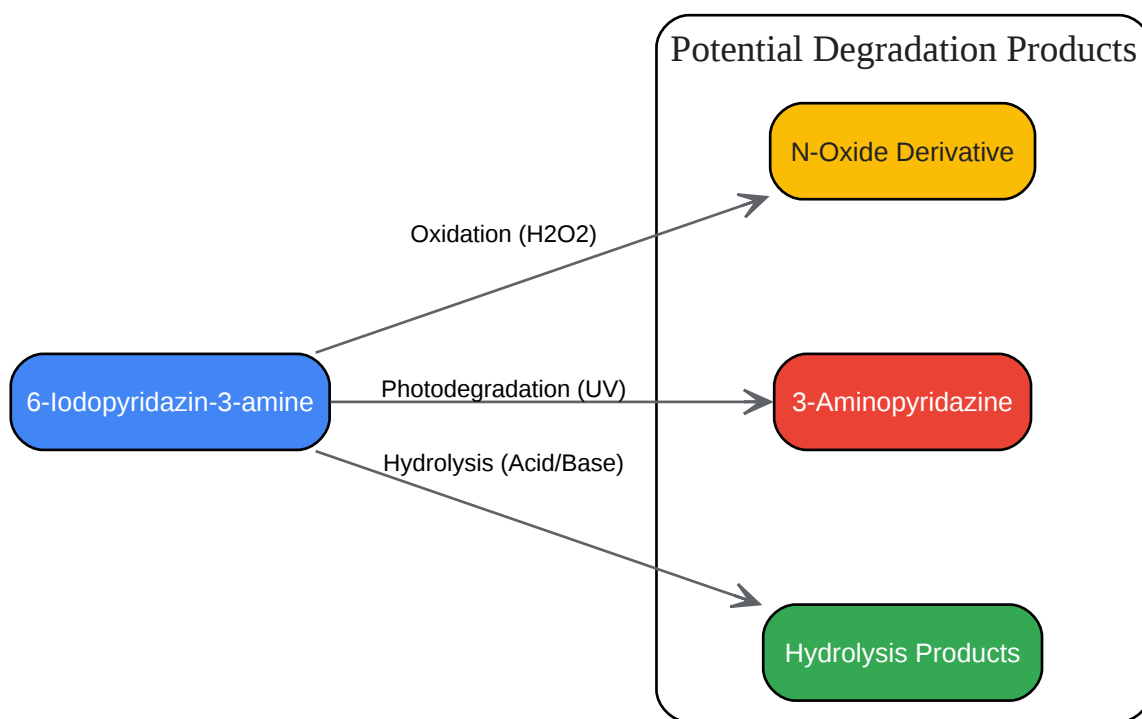 Potential Degradation Products
N-Oxide Derivative
Oxidation (H2O2)
6-Iodopyridazin-3-amine
Photodegradation (UV)
3-Aminopyridazine
Hydrolysis (Acid/Base)
Hydrolysis Products